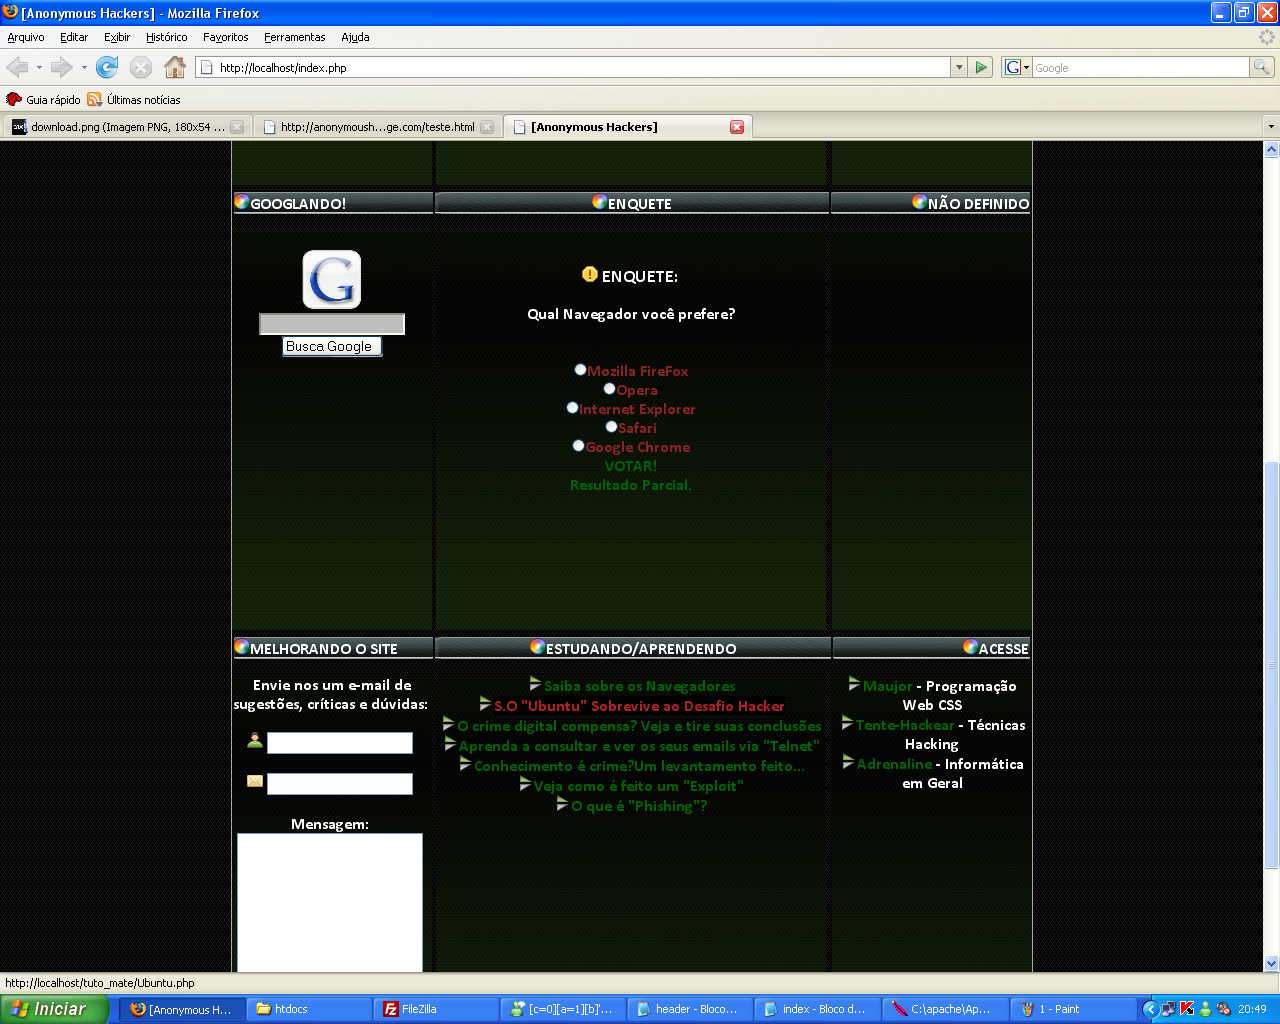 [Anonymous Hackers] - Mozilla Firefox
Arquivo Editar Exibir Histórico Favoritos Ferramentas Ajuda
http://localhost/index.php
G Google
Guia rápido Últimas notícias
download.png (Imagem PNG, 180x54 ... http://anonymoush...ge.com/teste.html [Anonymous Hackers]
GOOGLANDO! ENQUETE NÃO DEFINIDO
G
Busca Google
ENQUETE:
Qual Navegador você prefere?
Mozilla FireFox
Opera
Internet Explorer
Safari
Google Chrome
VOTAR!
Resultado Parcial.
MELHORANDO O SITE ESTUDANDO/APRENDENDO ACESSE
Envie nos um e-mail de
sugestões, críticas e dúvidas:
Mensagem:
Saiba sobre os Navegadores
S.O "Ubuntu" Sobrevive ao Desafio Hacker
O crime digital compensa? Veja e tire suas conclusões
Aprenda a consultar e ver os seus emails via "Telnet"
Conhecimento é crime?Um levantamento feito...
Veja como é feito um "Exploit"
O que é "Phishing"?
Maujor - Programação
Web CSS
Tente-Hackear - Técnicas
Hacking
Adrenaline - Informática
em Geral
http://localhost/tuto_mate/Ubuntu.php
Iniciar [Anonymous H... htdocs FileZilla [c=0][a=1][b]'... header - Bloco... index - Bloco d... C:\apache\Ap... 1 - Paint 20:49